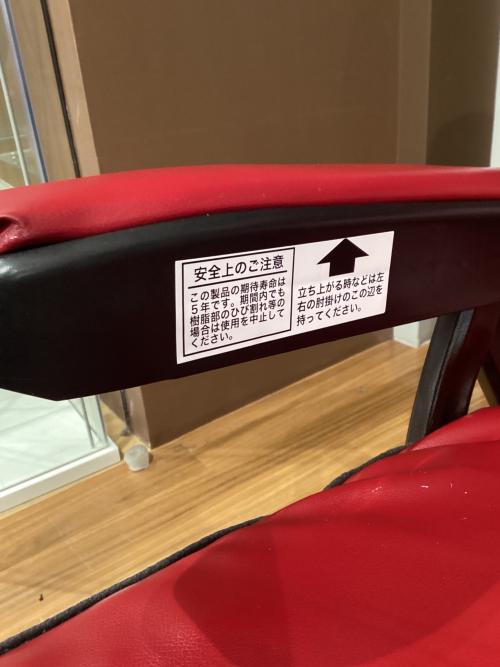 安全上のご注意
この製品の期待寿命は
5年です。期間内でも
樹脂部のひび割れ等の
場合は使用を中止して
ください。
立ち上がる時などは左
右の肘掛けのこの辺を
持ってください。